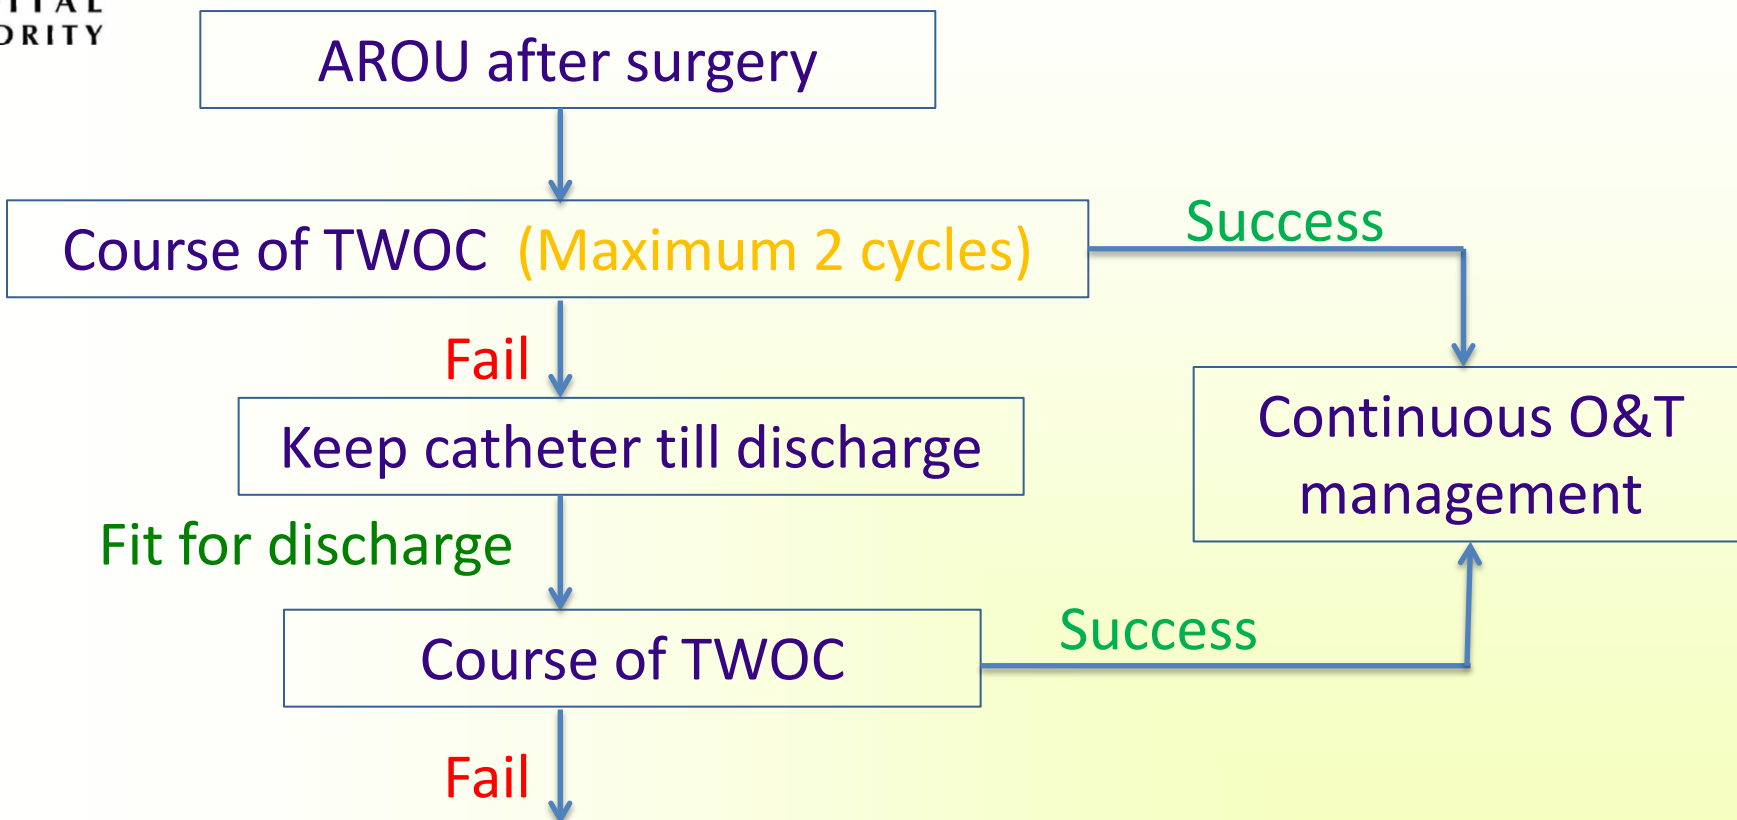 AROU after surgery
Course of TWOC (Maximum 2 cycles)
Success
Fail
Keep catheter till discharge
Continuous O&T
management
Fit for discharge
Course of TWOC
Success
Fail